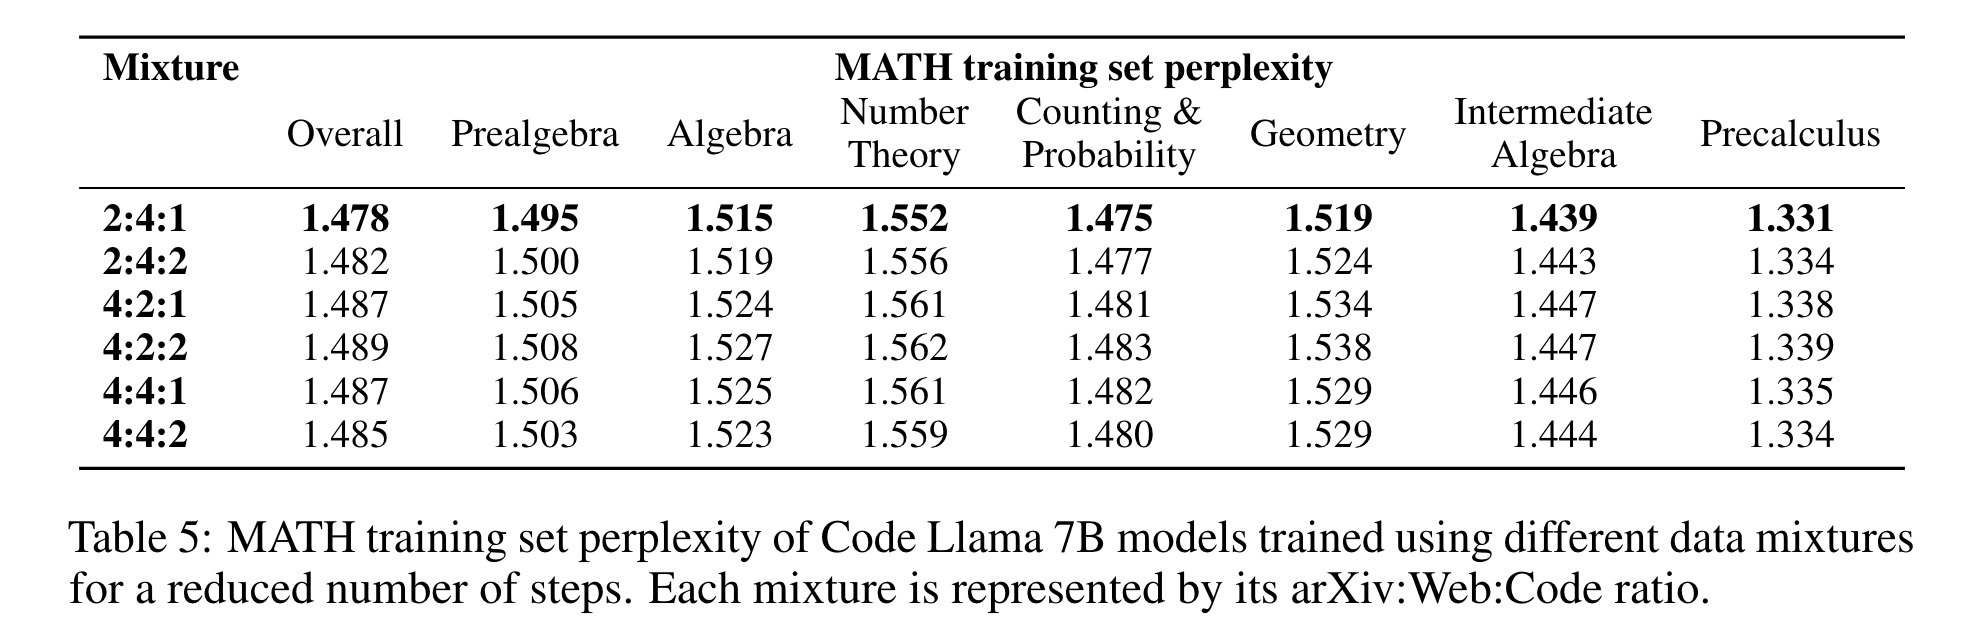 Mixture MATH training set perplexity
Overall Prealgebra Algebra Number Theory Counting & Probability Geometry Intermediate Algebra Precalculus
2:4:1 1.478 1.495 1.515 1.552 1.475 1.519 1.439 1.331
2:4:2 1.482 1.500 1.519 1.556 1.477 1.524 1.443 1.334
4:2:1 1.487 1.505 1.524 1.561 1.481 1.534 1.447 1.338
4:2:2 1.489 1.508 1.527 1.562 1.483 1.538 1.447 1.339
4:4:1 1.487 1.506 1.525 1.561 1.482 1.529 1.446 1.335
4:4:2 1.485 1.503 1.523 1.559 1.480 1.529 1.444 1.334
Table 5: MATH training set perplexity of Code Llama 7B models trained using different data mixtures
for a reduced number of steps. Each mixture is represented by its arXiv:Web:Code ratio.